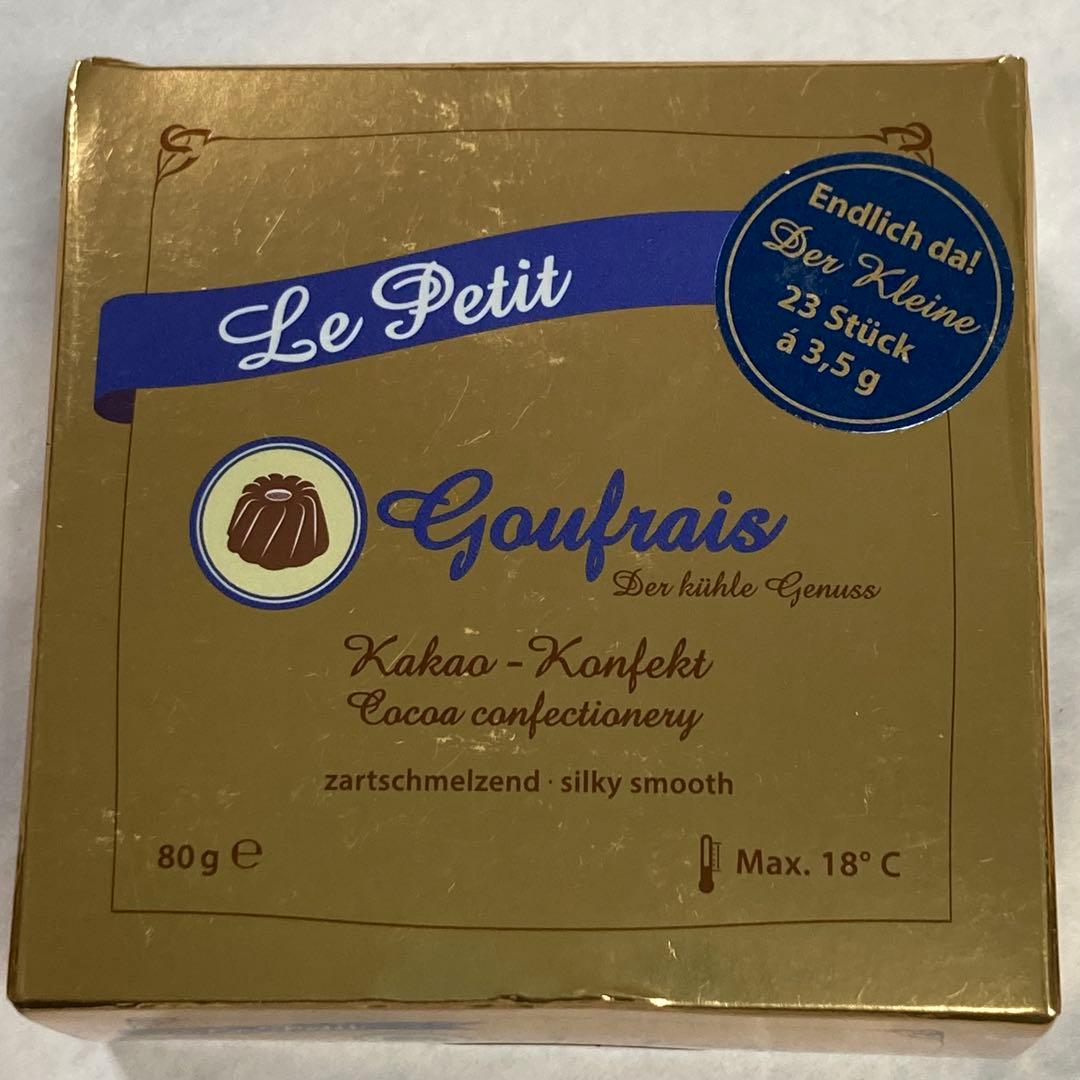 Le Petit
Endlich da!
Der Kleine
23 Stück
á 3,5 g
Goufrais
Der kühle Genuss
Kakao - Konfekt
Cocoa confectionery
zartschmelzend · silky smooth
80 g ℮
Max. 18° C